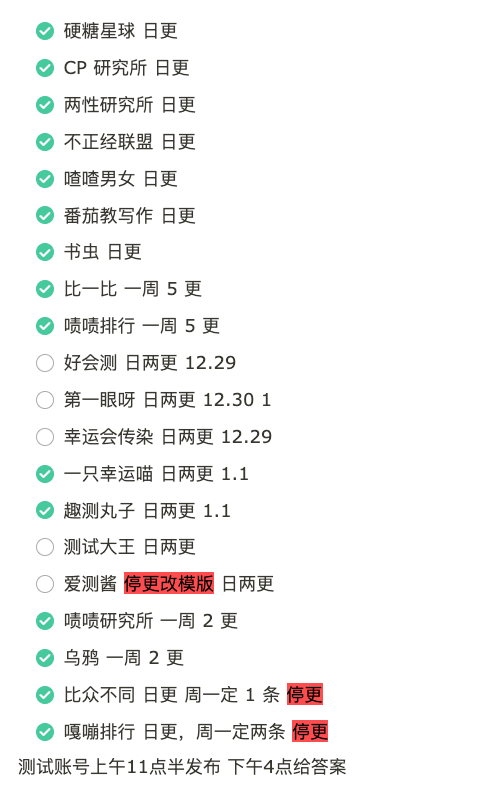 硬糖星球 日更
CP 研究所 日更
两性研究所 日更
不正经联盟 日更
喳喳男女 日更
番茄教写作 日更
书虫 日更
比一比 一周 5 更
啧啧排行 一周 5 更
好会测 日两更 12.29
第一眼呀 日两更 12.30 1
幸运会传染 日两更 12.29
一只幸运喵 日两更 1.1
趣测丸子 日两更 1.1
测试大王 日两更
爱测酱 停更改模版 日两更
啧啧研究所 一周 2 更
乌鸦 一周 2 更
比众不同 日更 周一定 1 条 停更
嘎嘣排行 日更，周一定两条 停更
测试账号上午11点半发布 下午4点给答案